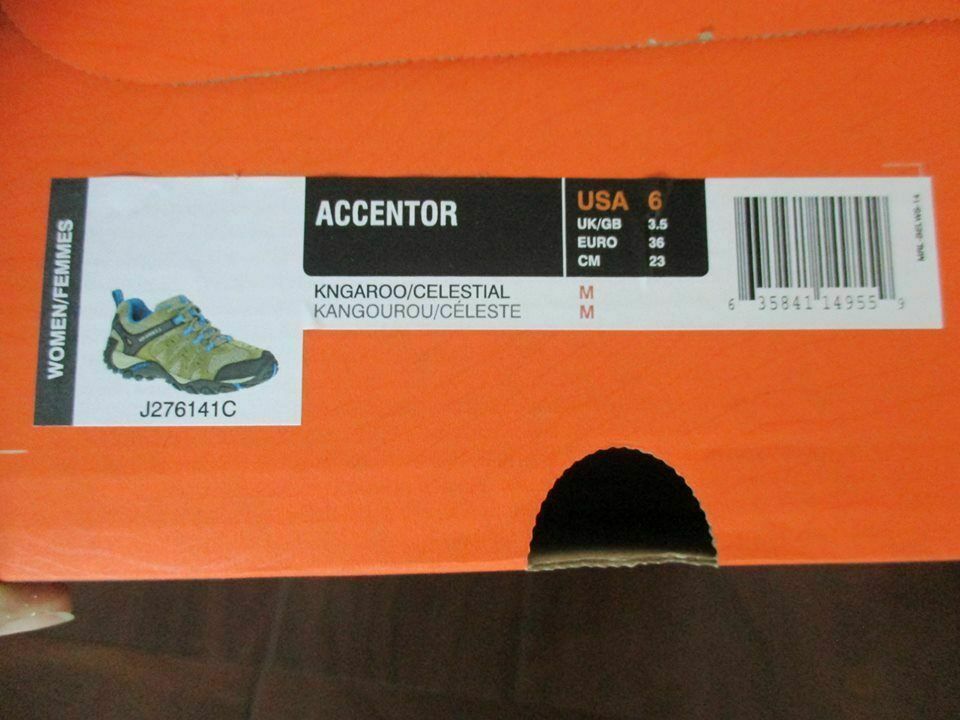 WOMEN/FEMMES
J276141C
ACCENTOR
USA 6
UK/GB 3.5
EURO 36
CM 23
KNGAROO/CELESTIAL M
KANGOUROU/CÉLESTE M
6 35841 14955 9